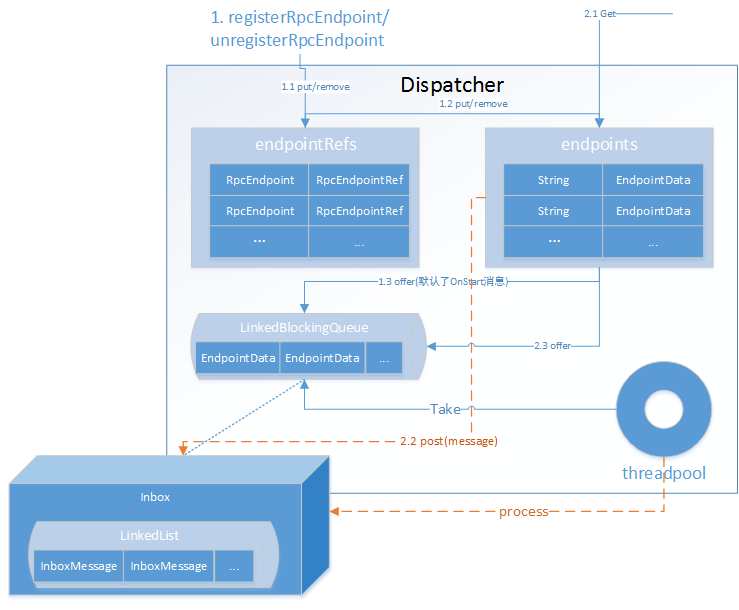 1. registerRpcEndpoint/
unregisterRpcEndpoint
2.1 Get
Dispatcher
1.1 put/remove
1.2 put/remove
endpointRefs
RpcEndpoint RpcEndpointRef
RpcEndpoint RpcEndpointRef
... ...
endpoints
String EndpointData
String EndpointData
... ...
1.3 offer(默认了OnStart消息)
LinkedBlockingQueue
EndpointData EndpointData ...
2.3 offer
Take
2.2 post(message)
threadpool
process
Inbox
LinkedList
InboxMessage InboxMessage ...